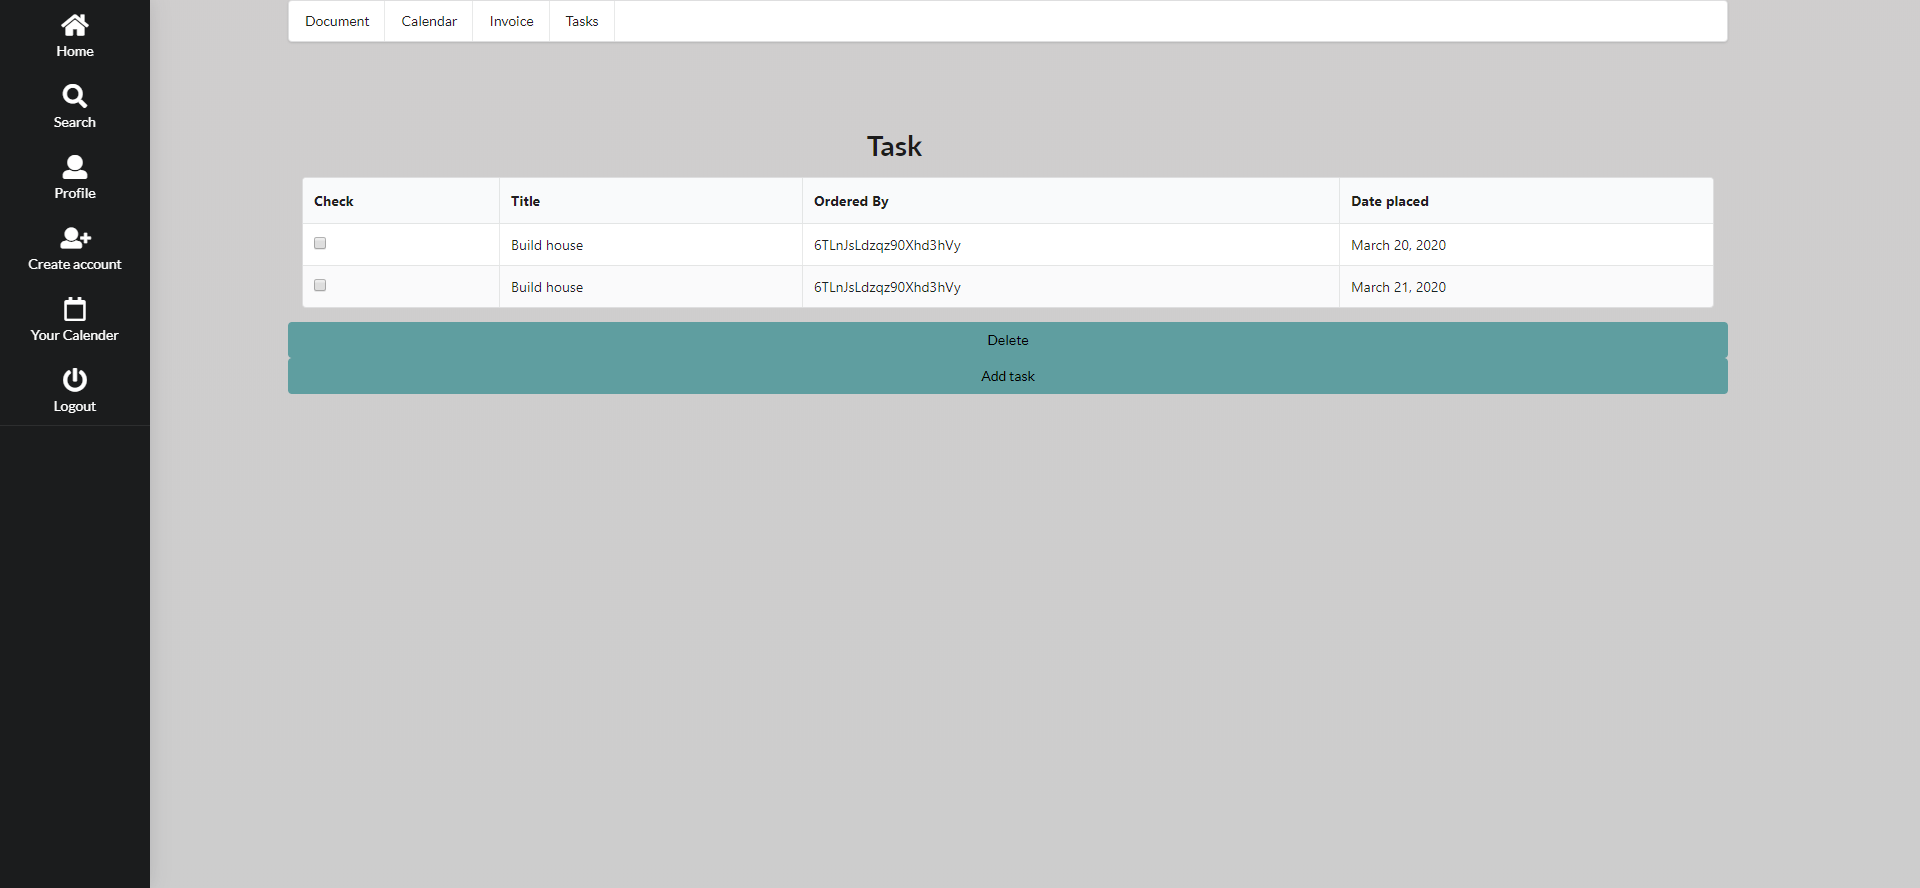 Home
Search
Profile
Create account
Your Calender
Logout
Document Calendar Invoice Tasks
Task
Check Title Ordered By Date placed
Build house 6TLnJsLdzqz90Xhd3hVy March 20, 2020
Build house 6TLnJsLdzqz90Xhd3hVy March 21, 2020
Delete
Add task